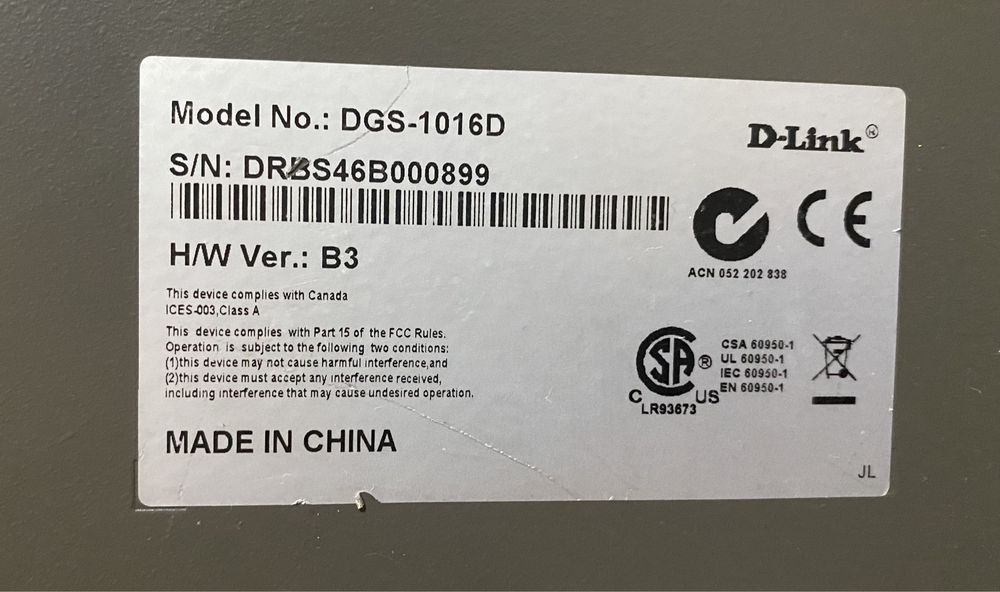 Model No.: DGS-1016D
D-Link®
S/N: DRBS46B000899
CE
ACN 052 202 838
H/W Ver.: B3
This device complies with Canada
ICES-003,Class A
This device complies with Part 15 of the FCC Rules.
Operation is subject to the following two conditions:
(1)this device may not cause harmful interference,and
(2)this device must accept any interference received,
including interference that may cause undesired operation.
SA®
C US
LR93673
CSA 60950-1
UL 60950-1
IEC 60950-1
EN 60950-1
MADE IN CHINA
JL